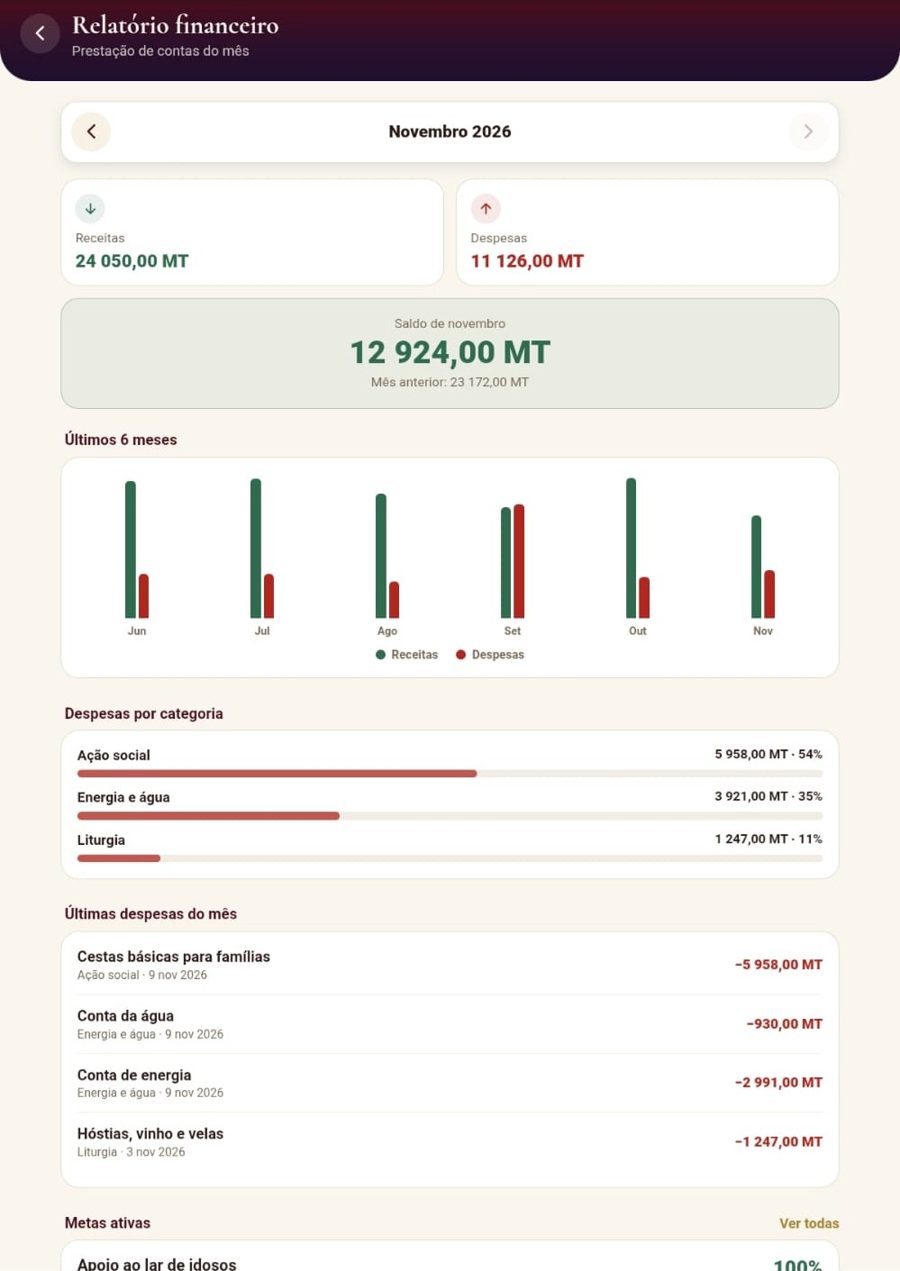 Relatório financeiro
Prestação de contas do mês
Novembro 2026
Receitas
24 050,00 MT
Despesas
11 126,00 MT
Saldo de novembro
12 924,00 MT
Mês anterior: 23 172,00 MT
Últimos 6 meses
Jun Jul Ago Set Out Nov
Receitas Despesas
Despesas por categoria
Ação social 5 958,00 MT · 54%
Energia e água 3 921,00 MT · 35%
Liturgia 1 247,00 MT · 11%
Últimas despesas do mês
Cestas básicas para famílias
Ação social · 9 nov 2026
−5 958,00 MT
Conta da água
Energia e água · 9 nov 2026
−930,00 MT
Conta de energia
Energia e água · 9 nov 2026
−2 991,00 MT
Hóstias, vinho e velas
Liturgia · 3 nov 2026
−1 247,00 MT
Metas ativas Ver todas
Apoio ao lar de idosos 100%